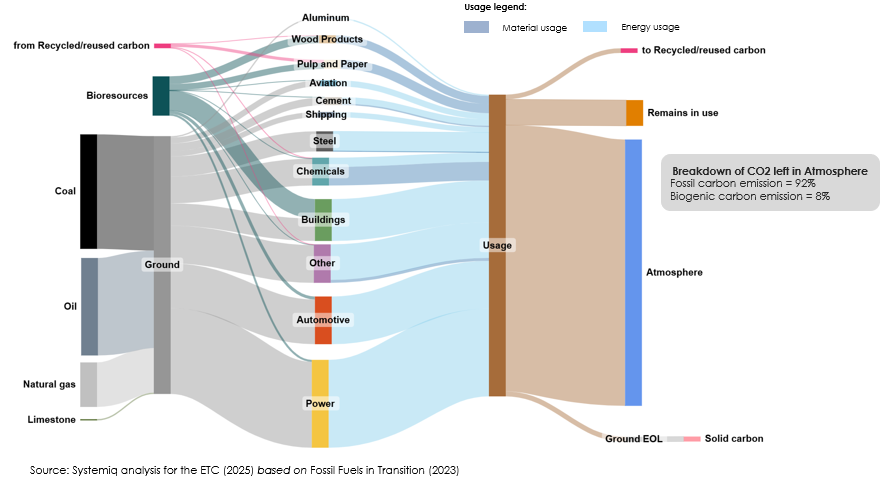 Usage legend:
Material usage
Energy usage
Aluminum
from Recycled/reused carbon
Wood Products
to Recycled/reused carbon
Pulp and Paper
Aviation
Bioresources
Cement
Shipping
Remains in use
Steel
Chemicals
Breakdown of CO2 left in Atmosphere
Fossil carbon emission = 92%
Biogenic carbon emission = 8%
Coal
Buildings
Usage
Ground
Other
Atmosphere
Oil
Automotive
Natural gas
Power
Limestone
Ground EOL
Solid carbon
Source: Systemiq analysis for the ETC (2025) based on Fossil Fuels in Transition (2023)